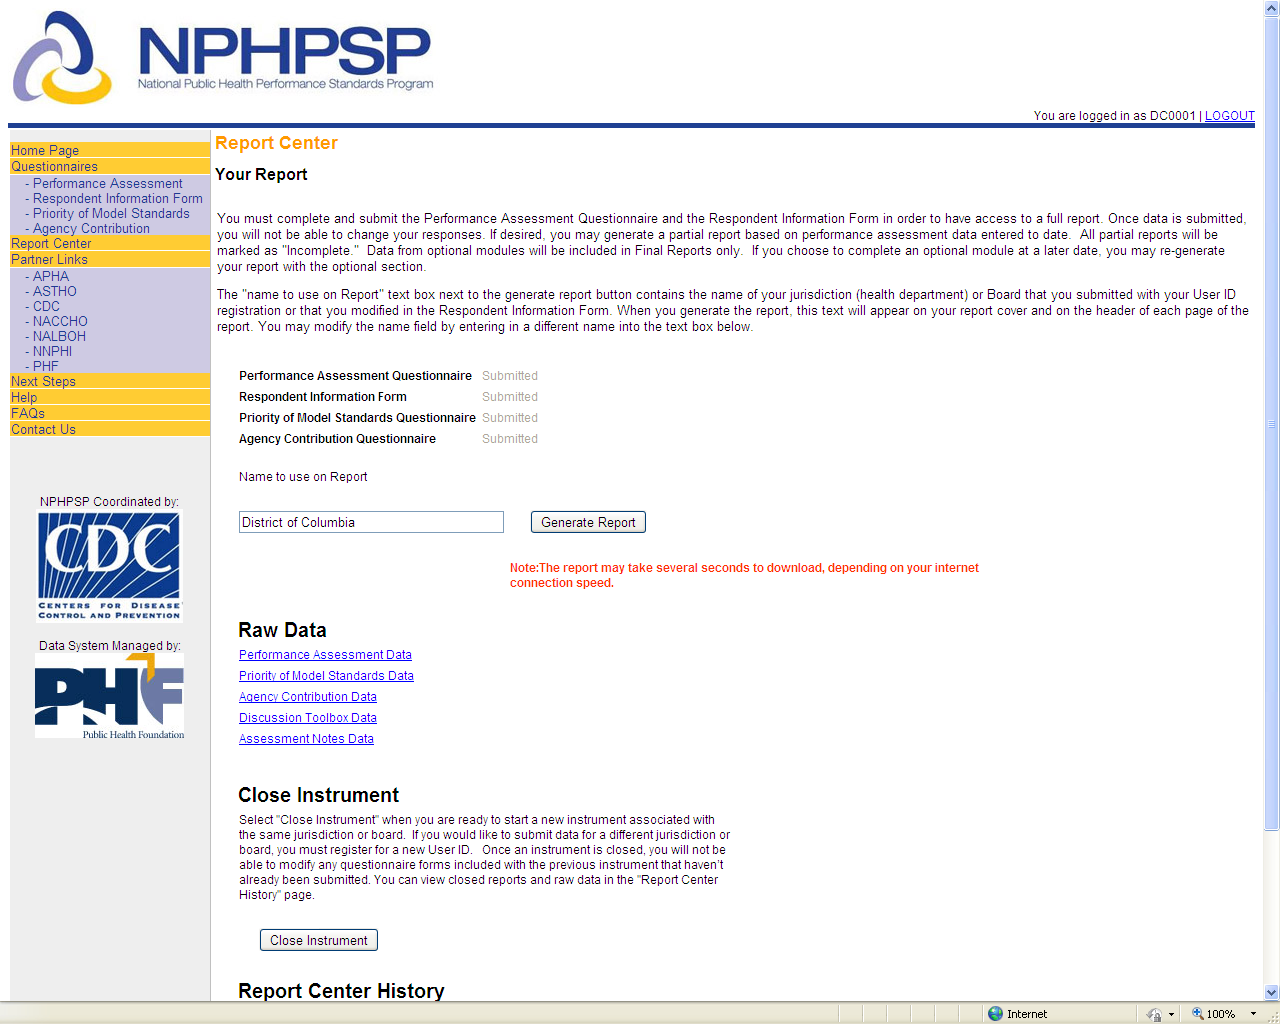 NPHPSP
National Public Health Performance Standards Program
You are logged in as DC0001 | LOGOUT
Home Page
Questionnaires
- Performance Assessment
- Respondent Information Form
- Priority of Model Standards
- Agency Contribution
Report Center
Partner Links
- APHA
- ASTHO
- CDC
- NACCHO
- NALBOH
- NNPHI
- PHF
Next Steps
Help
FAQs
Contact Us
NPHPSP Coordinated by:
CDC
CENTERS FOR DISEASE
CONTROL AND PREVENTION
Data System Managed by:
PHF
Public Health Foundation
Report Center
Your Report
You must complete and submit the Performance Assessment Questionnaire and the Respondent Information Form in order to have access to a full report. Once data is submitted,
you will not be able to change your responses. If desired, you may generate a partial report based on performance assessment data entered to date.  All partial reports will be
marked as "Incomplete."  Data from optional modules will be included in Final Reports only.  If you choose to complete an optional module at a later date, you may re-generate
your report with the optional section.
The "name to use on Report" text box next to the generate report button contains the name of your jurisdiction (health department) or Board that you submitted with your User ID
registration or that you modified in the Respondent Information Form. When you generate the report, this text will appear on your report cover and on the header of each page of the
report. You may modify the name field by entering in a different name into the text box below.
Performance Assessment Questionnaire Submitted
Respondent Information Form Submitted
Priority of Model Standards Questionnaire Submitted
Agency Contribution Questionnaire Submitted
Name to use on Report
District of Columbia Generate Report
Note:The report may take several seconds to download, depending on your internet
connection speed.
Raw Data
Performance Assessment Data
Priority of Model Standards Data
Agency Contribution Data
Discussion Toolbox Data
Assessment Notes Data
Close Instrument
Select "Close Instrument" when you are ready to start a new instrument associated with
the same jurisdiction or board.  If you would like to submit data for a different jurisdiction or
board, you must register for a new User ID.   Once an instrument is closed, you will not be
able to modify any questionnaire forms included with the previous instrument that haven't
already been submitted. You can view closed reports and raw data in the "Report Center
History" page.
Close Instrument
Report Center History
Internet
100%